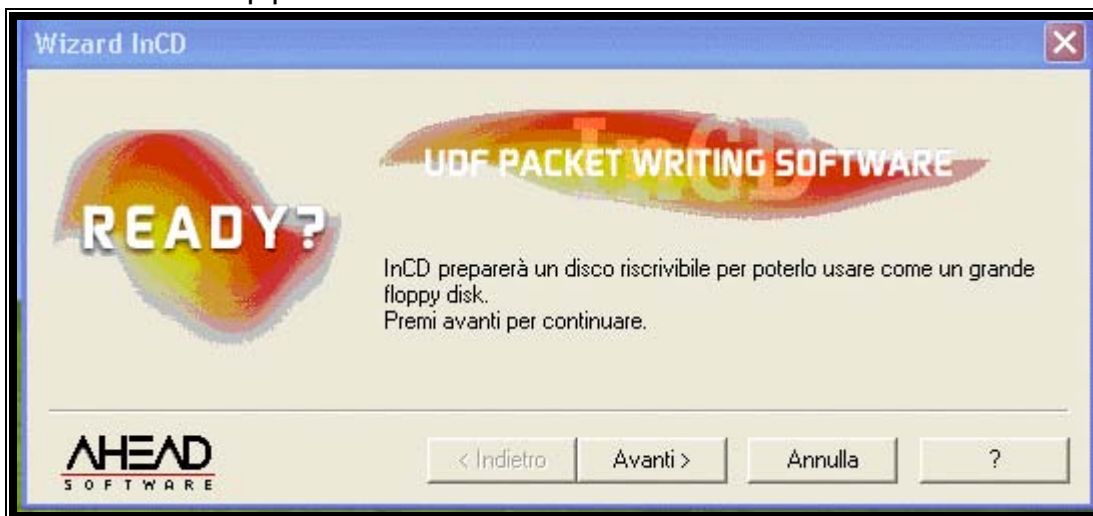 Wizard InCD
READY?
InCD
UDF PACKET WRITING SOFTWARE
InCD preparerà un disco riscrivibile per poterlo usare come un grande
floppy disk.
Premi avanti per continuare.
AHEAD
SOFTWARE
< Indietro
Avanti >
Annulla
?